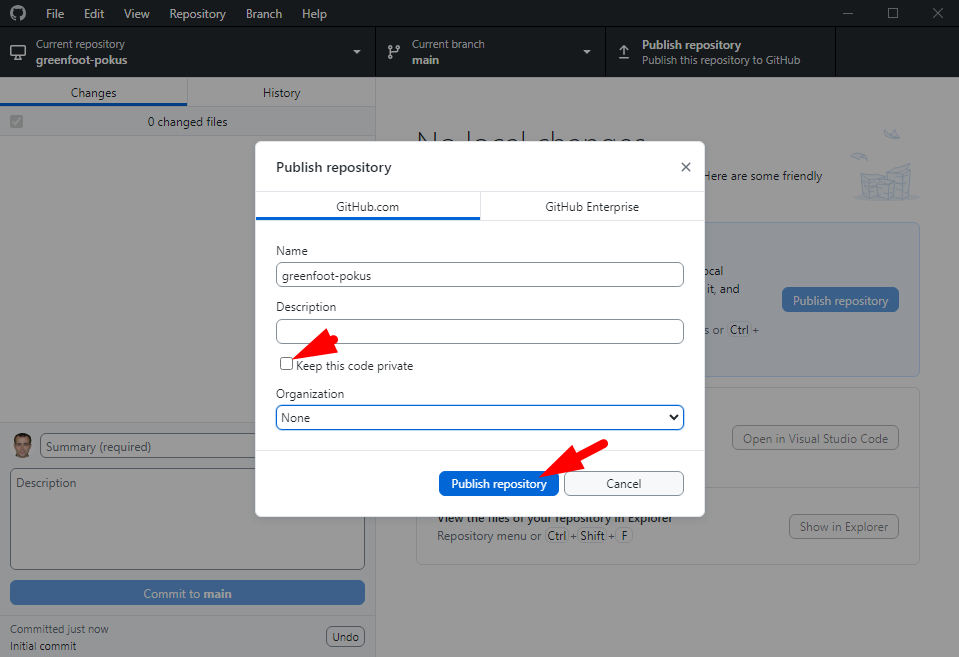 File Edit View Repository Branch Help
Current repository
greenfoot-pokus
Current branch
main
Publish repository
Publish this repository to GitHub
Changes
History
0 changed files
No local changes
Here are some friendly
ocal
it, and
Publish repository
s or Ctrl +
Open in Visual Studio Code
View the files of your repository in Explorer
Repository menu or Ctrl + Shift + F
Show in Explorer
Publish repository
GitHub.com
GitHub Enterprise
Name
greenfoot-pokus
Description
Keep this code private
Organization
None
Publish repository
Cancel
Summary (required)
Description
Commit to main
Committed just now
Initial commit
Undo